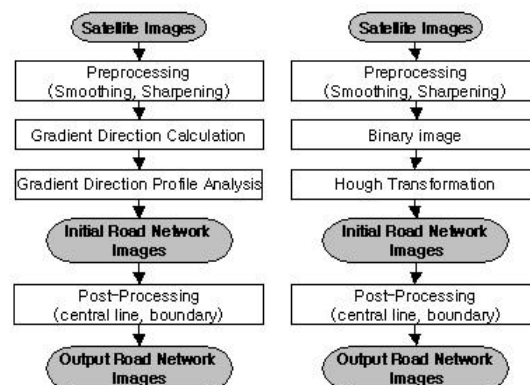 Satellite Images
Preprocessing
(Smoothing, Sharpening)
Gradient Direction Calculation
Gradient Direction Profile Analysis
Initial Road Network
Images
Post-Processing
(central line, boundary)
Output Road Network
Images
Satellite Images
Preprocessing
(Smoothing, Sharpening)
Binary image
Hough Transformation
Initial Road Network
Images
Post-Processing
(central line, boundary)
Output Road Network
Images